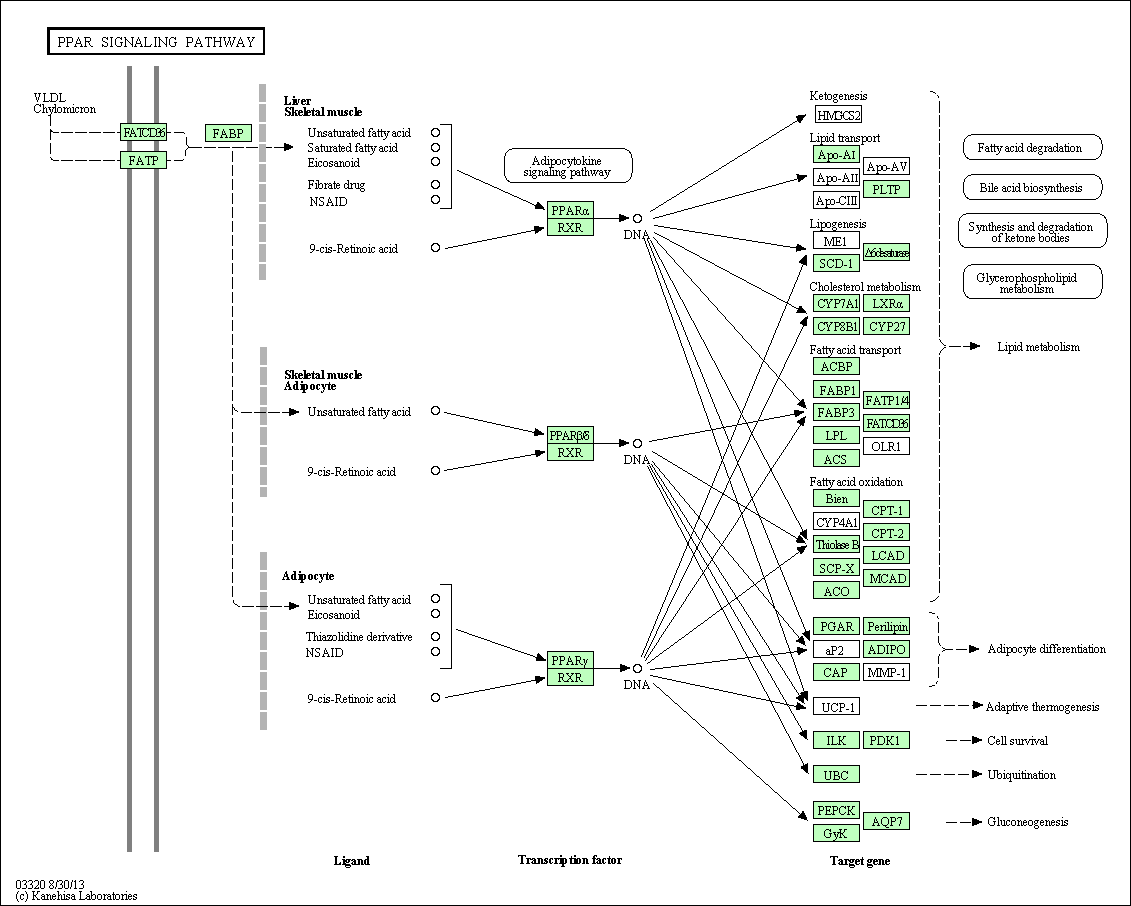 PPAR SIGNALING PATHWAY
VLDL
Chylomicron
FATCD36
FATP
FABP
Liver
Skeletal muscle
Unsaturated fatty acid
Saturated fatty acid
Eicosanoid
Fibrate drug
NSAID
9-cis-Retinoic acid
Adipocytokine
signaling pathway
PPARα
RXR
DNA
Skeletal muscle
Adipocyte
Unsaturated fatty acid
9-cis-Retinoic acid
PPARβ/δ
RXR
DNA
Adipocyte
Unsaturated fatty acid
Eicosanoid
Thiazolidine derivative
NSAID
9-cis-Retinoic acid
PPARγ
RXR
DNA
Ketogenesis
HMGCS2
Lipid transport
Apo-AI
Apo-AV
Apo-AII
PLTP
Apo-CIII
Lipogenesis
ME1
Δ6desaturase
SCD-1
Cholesterol metabolism
CYP7A1 LXRα
CYP8B1 CYP27
Fatty acid transport
ACBP
FABP1
FATP1/4
FABP3
FATCD36
LPL
OLR1
ACS
Fatty acid oxidation
Bien
CPT-1
CYP4A1
CPT-2
Thiolase B
LCAD
SCP-X
MCAD
ACO
PGAR Perilipin
aP2 ADIPO
CAP MMP-1
UCP-1
ILK PDK1
UBC
PEPCK
AQP7
GyK
Fatty acid degradation
Bile acid biosynthesis
Synthesis and degradation
of ketone bodies
Glycerophospholipid
metabolism
Lipid metabolism
Adipocyte differentiation
Adaptive thermogenesis
Cell survival
Ubiquitination
Gluconeogenesis
Ligand
Transcription factor
Target gene
03320 8/30/13
(c) Kanehisa Laboratories